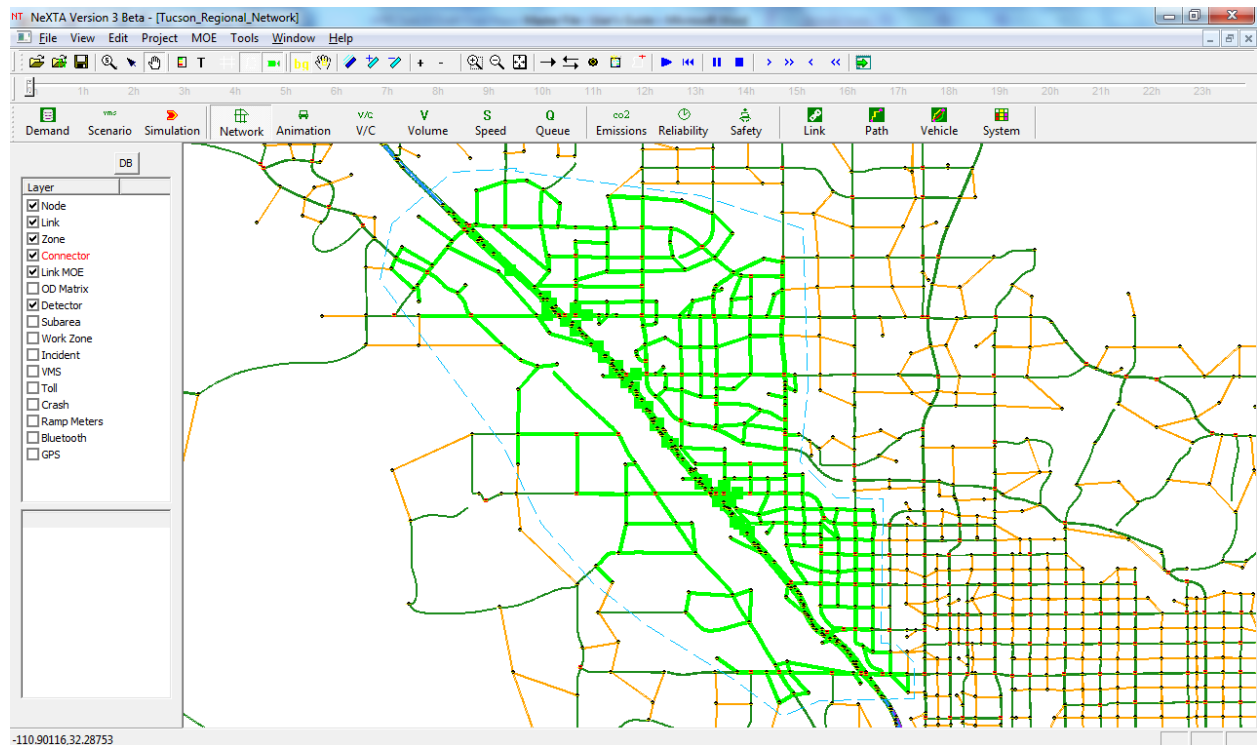 NT NeXTA Version 3 Beta - [Tucson_Regional_Network]
File View Edit Project MOE Tools Window Help
T bg + -
1h 2h 3h 4h 5h 6h 7h 8h 9h 10h 11h 12h 13h 14h 15h 16h 17h 18h 19h 20h 21h 22h 23h
vms V/C V S Q co2
Demand Scenario Simulation Network Animation V/C Volume Speed Queue Emissions Reliability Safety Link Path Vehicle System
DB
Layer
Node
Link
Zone
Connector
Link MOE
OD Matrix
Detector
Subarea
Work Zone
Incident
VMS
Toll
Crash
Ramp Meters
Bluetooth
GPS
-110.90116,32.28753